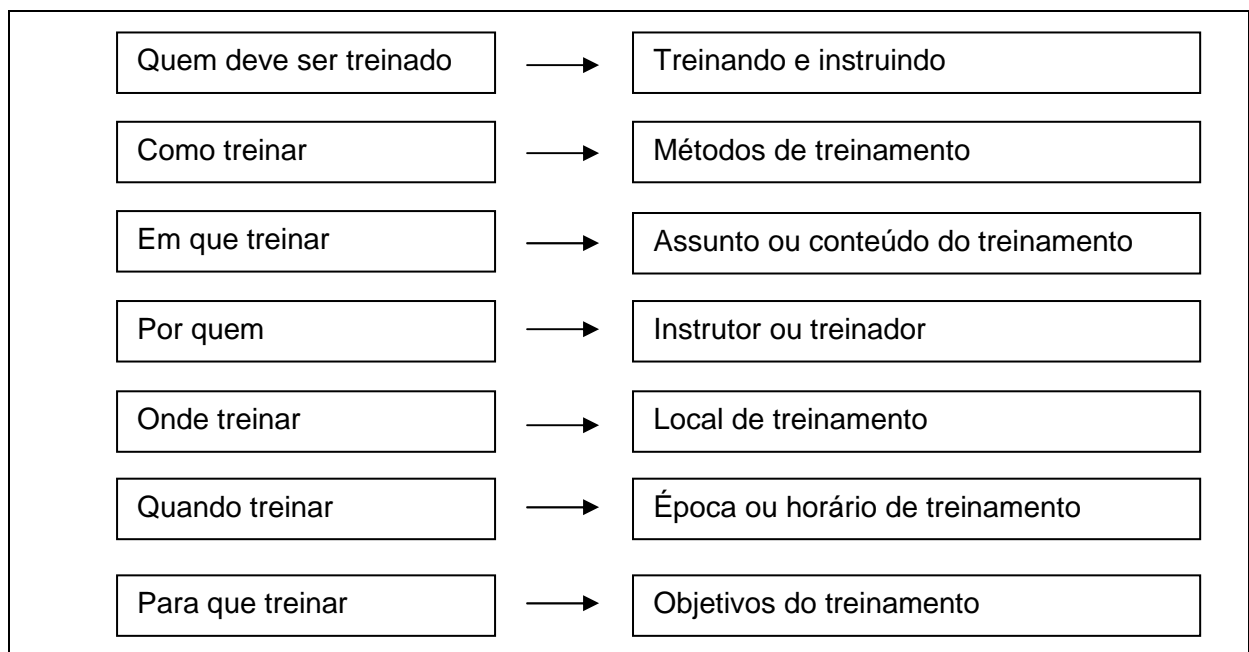 Quem deve ser treinado Treinando e instruindo
Como treinar Métodos de treinamento
Em que treinar Assunto ou conteúdo do treinamento
Por quem Instrutor ou treinador
Onde treinar Local de treinamento
Quando treinar Época ou horário de treinamento
Para que treinar Objetivos do treinamento